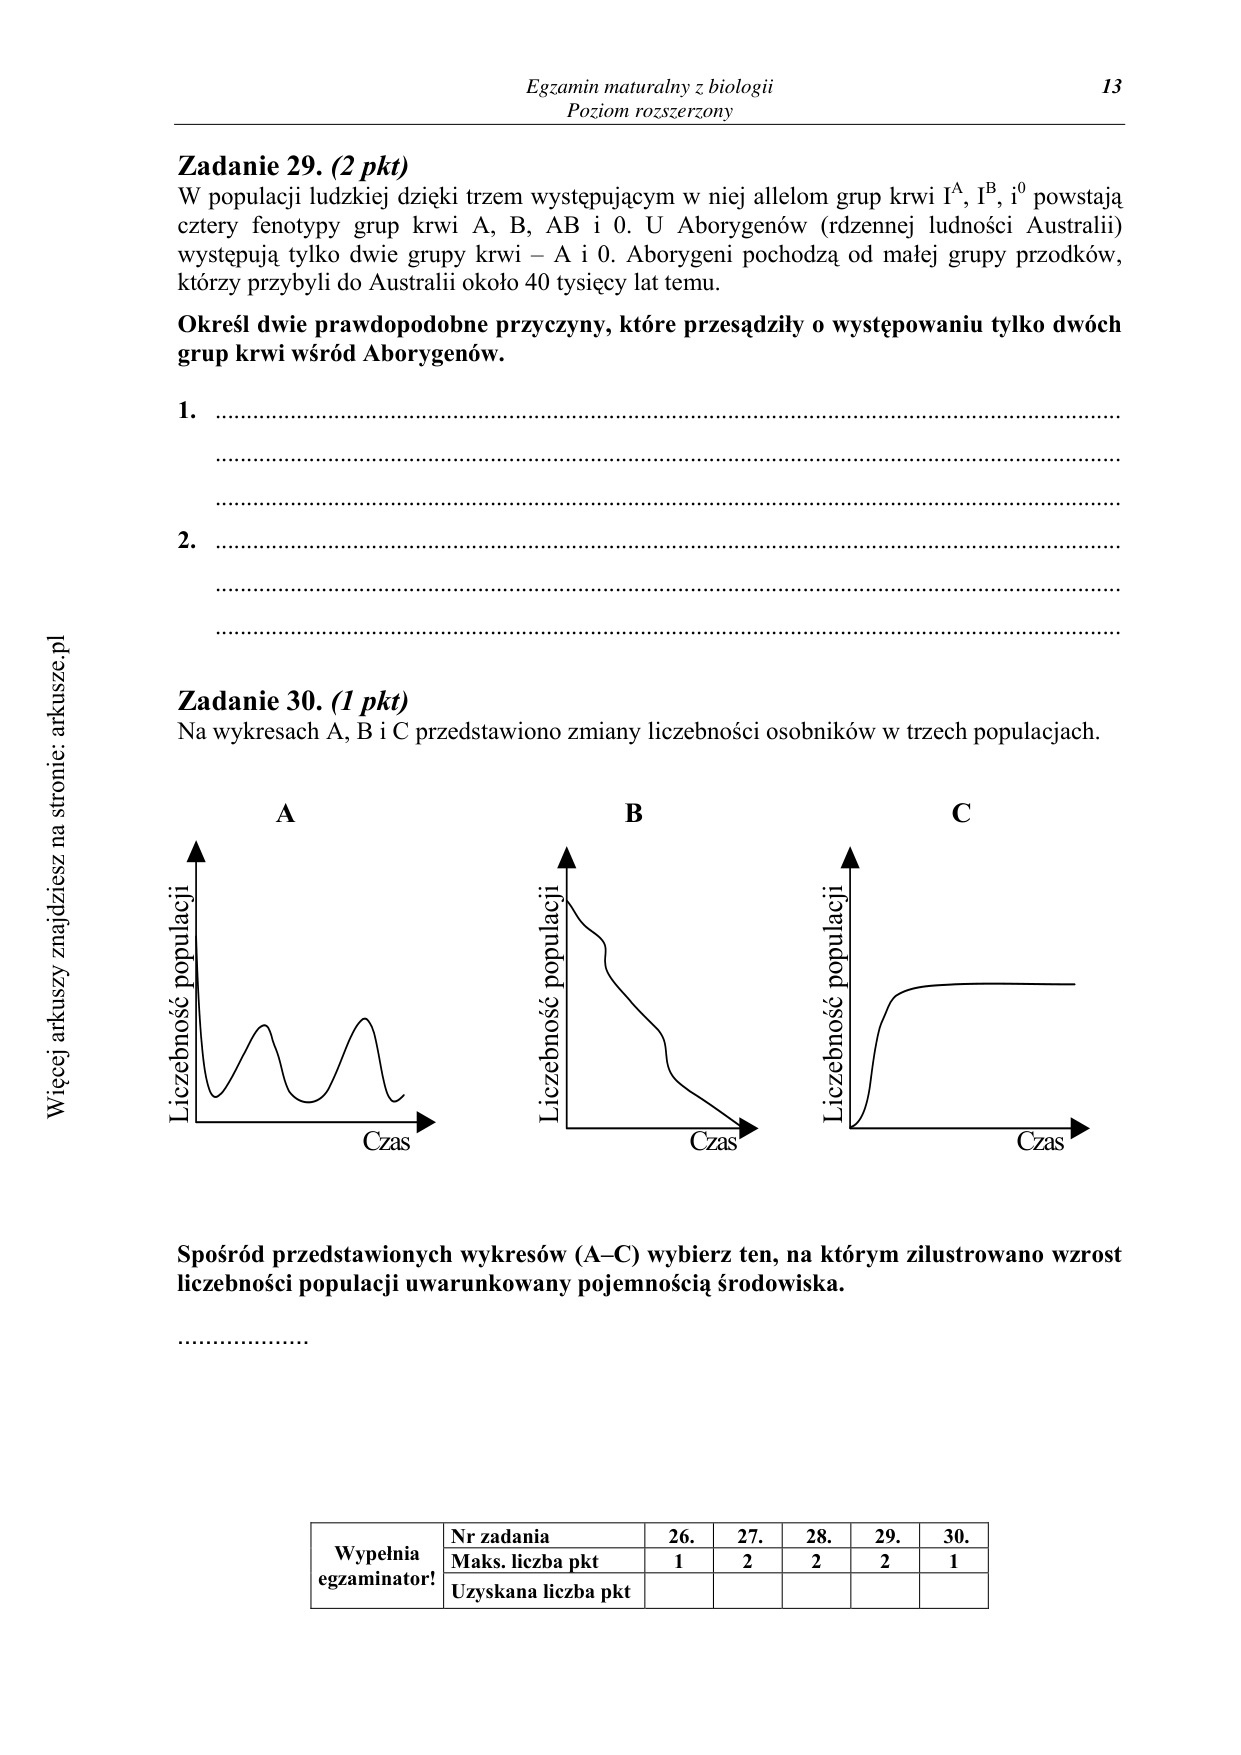 Egzamin maturalny z biologii
13
Poziom rozszerzony
Zadanie 29. (2 pkt)
W populacji ludzkiej dzięki trzem występującym w niej allelom grup krwi I^A, I^B, i^0 powstają
cztery fenotypy grup krwi A, B, AB i 0. U Aborygenów (rdzennej ludności Australii)
występują tylko dwie grupy krwi – A i 0. Aborygeni pochodzą od małej grupy przodków,
którzy przybyli do Australii około 40 tysięcy lat temu.
Określ dwie prawdopodobne przyczyny, które przesądziły o występowaniu tylko dwóch
grup krwi wśród Aborygenów.
1.
2.
Zadanie 30. (1 pkt)
Na wykresach A, B i C przedstawiono zmiany liczebności osobników w trzech populacjach.
A
B
C
Liczebność populacji
Czas
Liczebność populacji
Czas
Liczebność populacji
Czas
Spośród przedstawionych wykresów (A–C) wybierz ten, na którym zilustrowano wzrost
liczebności populacji uwarunkowany pojemnością środowiska.
...................
Wypełnia
egzaminator!
Nr zadania 26. 27. 28. 29. 30.
Maks. liczba pkt 1 2 2 2 1
Uzyskana liczba pkt
Więcej arkuszy znajdziesz na stronie: arkusze.pl